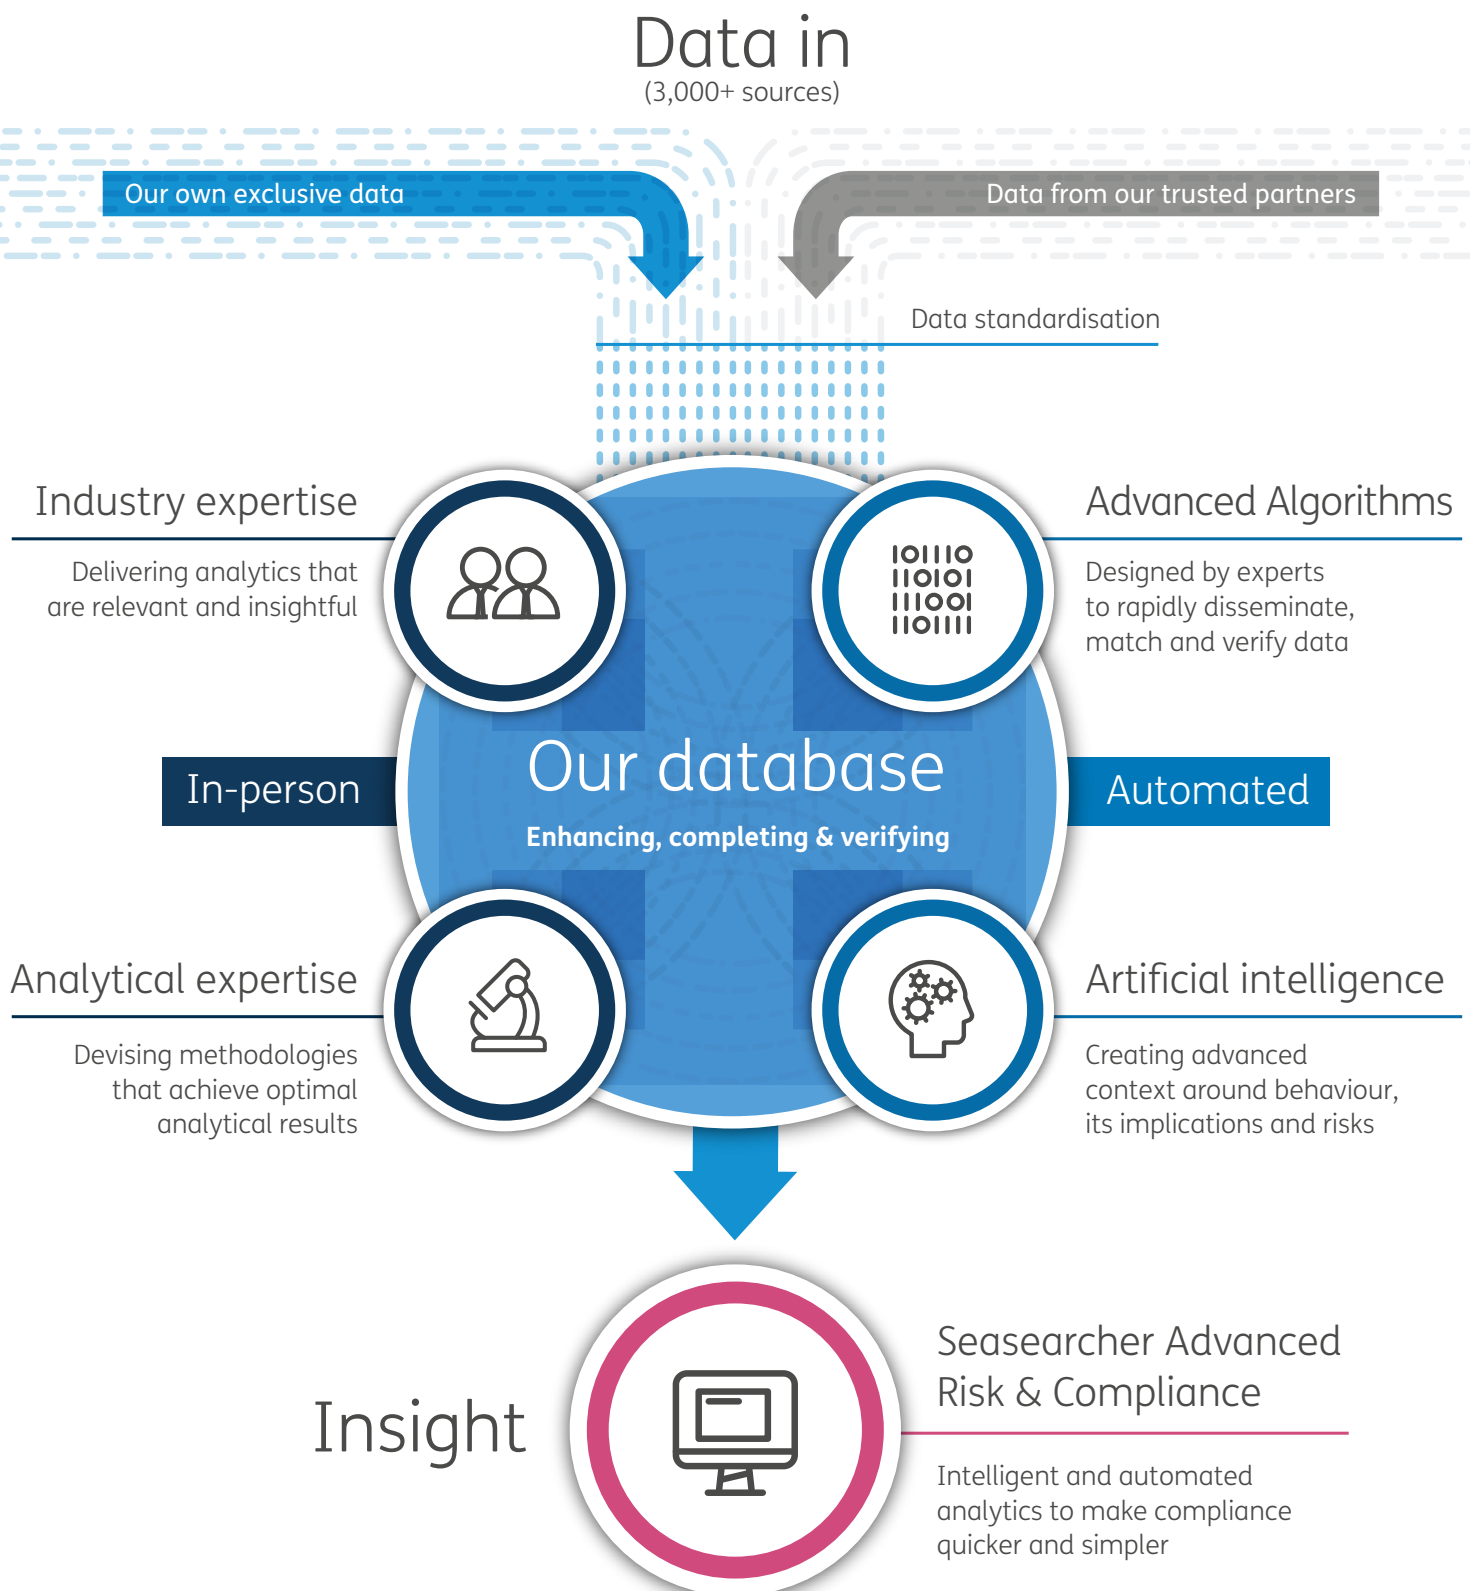 Data in
(3,000+ sources)
Our own exclusive data
Data from our trusted partners
Data standardisation
Industry expertise
Delivering analytics that
are relevant and insightful
Advanced Algorithms
Designed by experts
to rapidly disseminate,
match and verify data
IOIIIO
IIOIOI
IIIOOI
IIOIIII
In-person
Our database
Enhancing, completing & verifying
Automated
Analytical expertise
Devising methodologies
that achieve optimal
analytical results
Artificial intelligence
Creating advanced
context around behaviour,
its implications and risks
Insight
Seasearcher Advanced
Risk & Compliance
Intelligent and automated
analytics to make compliance
quicker and simpler